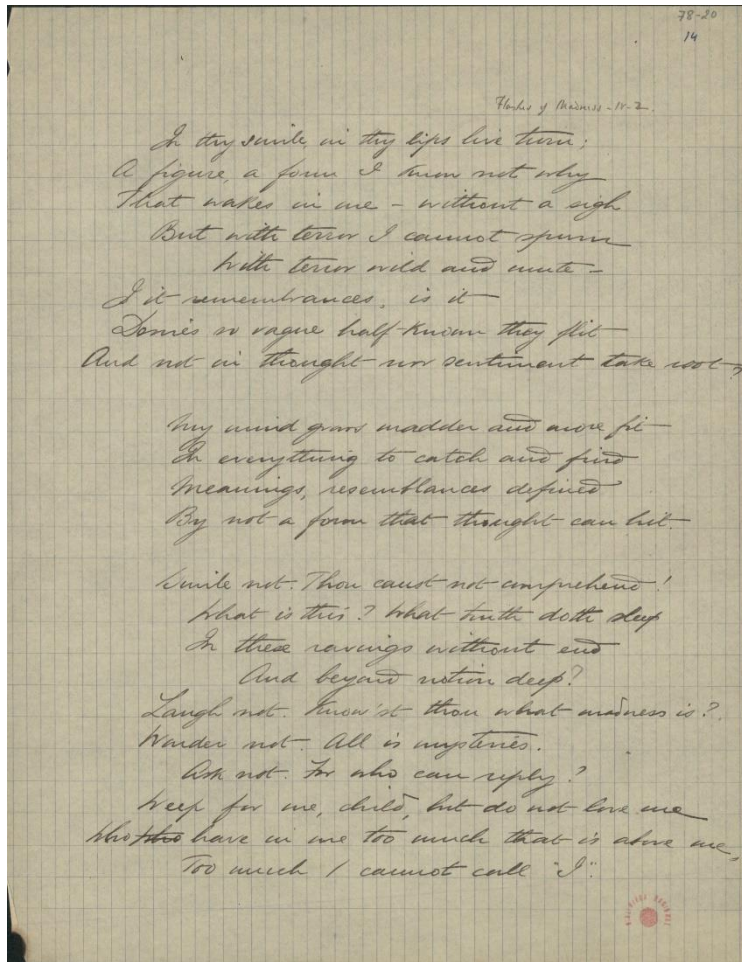 78-20
14
Flashes of Madness - IV - 2.
In thy smile, in thy lips live turn;
A figure, a form I know not why
That wakes in me - without a sigh
But with terror I cannot spurn
With terror wild and mute -
Is it remembrances, is it
Desires so vague half-known they flit
And not in thought nor sentiment take root?
My mind grows madder and more fit
In everything to catch and find
Meanings, resemblances defined
By not a form that thought can hit.
Smile not. Thou canst not comprehend!
What is this? What truth doth sleep
In these ravings without end
And beyond notion deep?
Laugh not. Know'st thou what madness is?
Wonder not. All is mysteries.
Ask not. For who can reply?
Weep for me, child, but do not love me
Who who have in me too much that is above me,
Too much I cannot call "I".